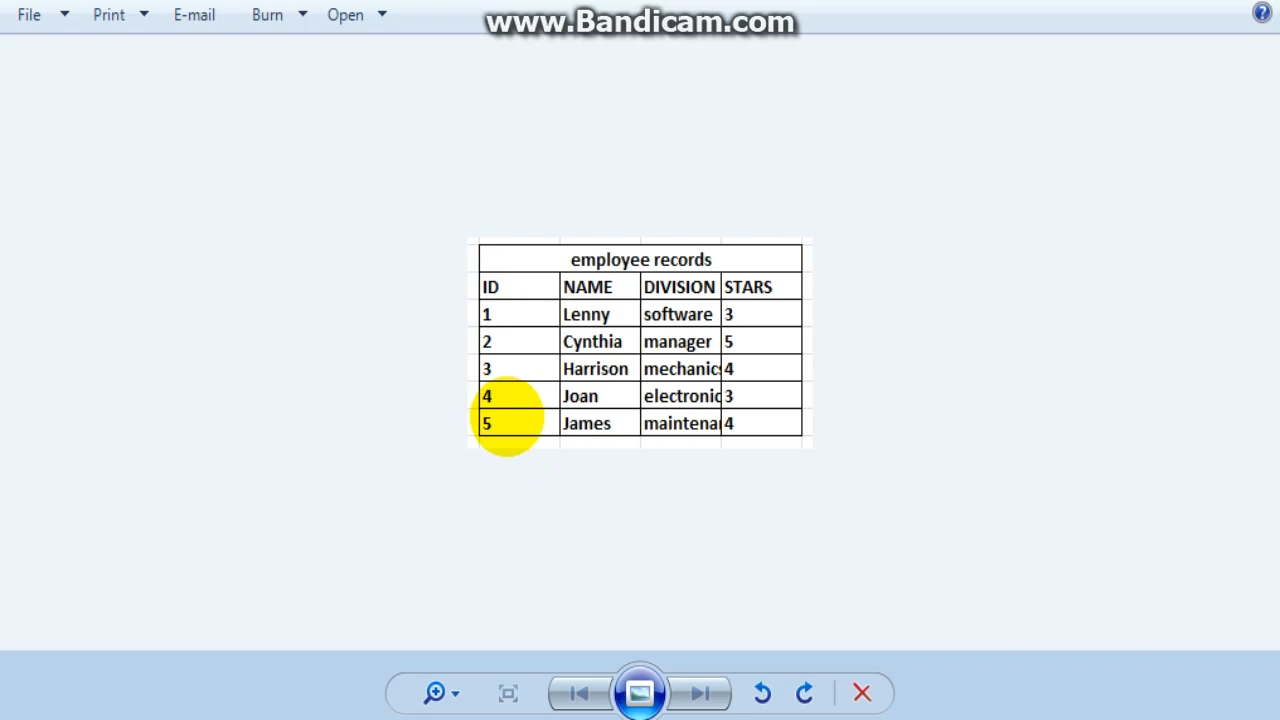 File Print E-mail Burn Open
www.Bandicam.com
employee records
ID NAME DIVISION STARS
1 Lenny software 3
2 Cynthia manager 5
3 Harrison mechanics 4
4 Joan electronic 3
5 James maintena 4